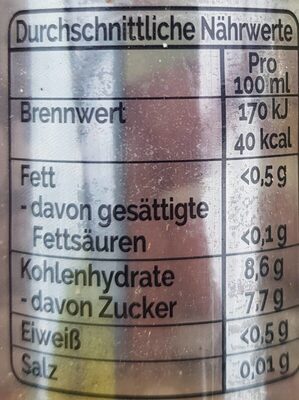 Durchschnittliche Nährwerte
Pro
100 ml
Brennwert 170 kJ
40 kcal
Fett <0,5 g
- davon gesättigte
Fettsäuren <0,1 g
Kohlenhydrate 8,6 g
- davon Zucker 7,7 g
Eiweiß <0,5 g
Salz 0,01 g